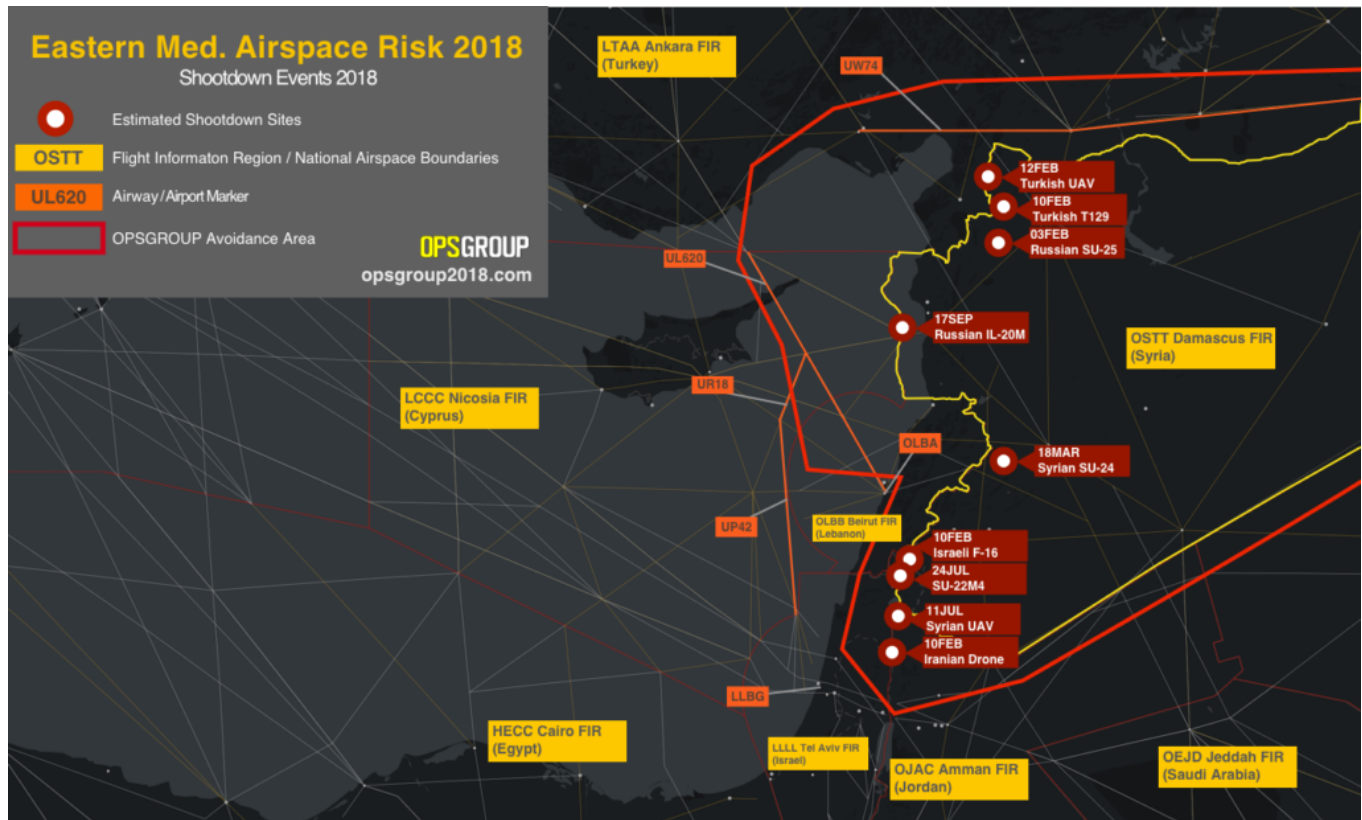 Eastern Med. Airspace Risk 2018
Shootdown Events 2018
Estimated Shootdown Sites
OSTT
Flight Informaton Region / National Airspace Boundaries
UL620
Airway/Airport Marker
OPSGROUP Avoidance Area
OPSGROUP
opsgroup2018.com
LTAA Ankara FIR
(Turkey)
UW74
12FEB
Turkish UAV
10FEB
Turkish T129
03FEB
Russian SU-25
UL620
17SEP
Russian IL-20M
OSTT Damascus FIR
(Syria)
UR18
LCCC Nicosia FIR
(Cyprus)
OLBA
18MAR
Syrian SU-24
UP42
OLBB Beirut FIR
(Lebanon)
10FEB
Israeli F-16
24JUL
SU-22M4
11JUL
Syrian UAV
10FEB
Iranian Drone
LLBG
HECC Cairo FIR
(Egypt)
LLLL Tel Aviv FIR
(Israel)
OJAC Amman FIR
(Jordan)
OEJD Jeddah FIR
(Saudi Arabia)